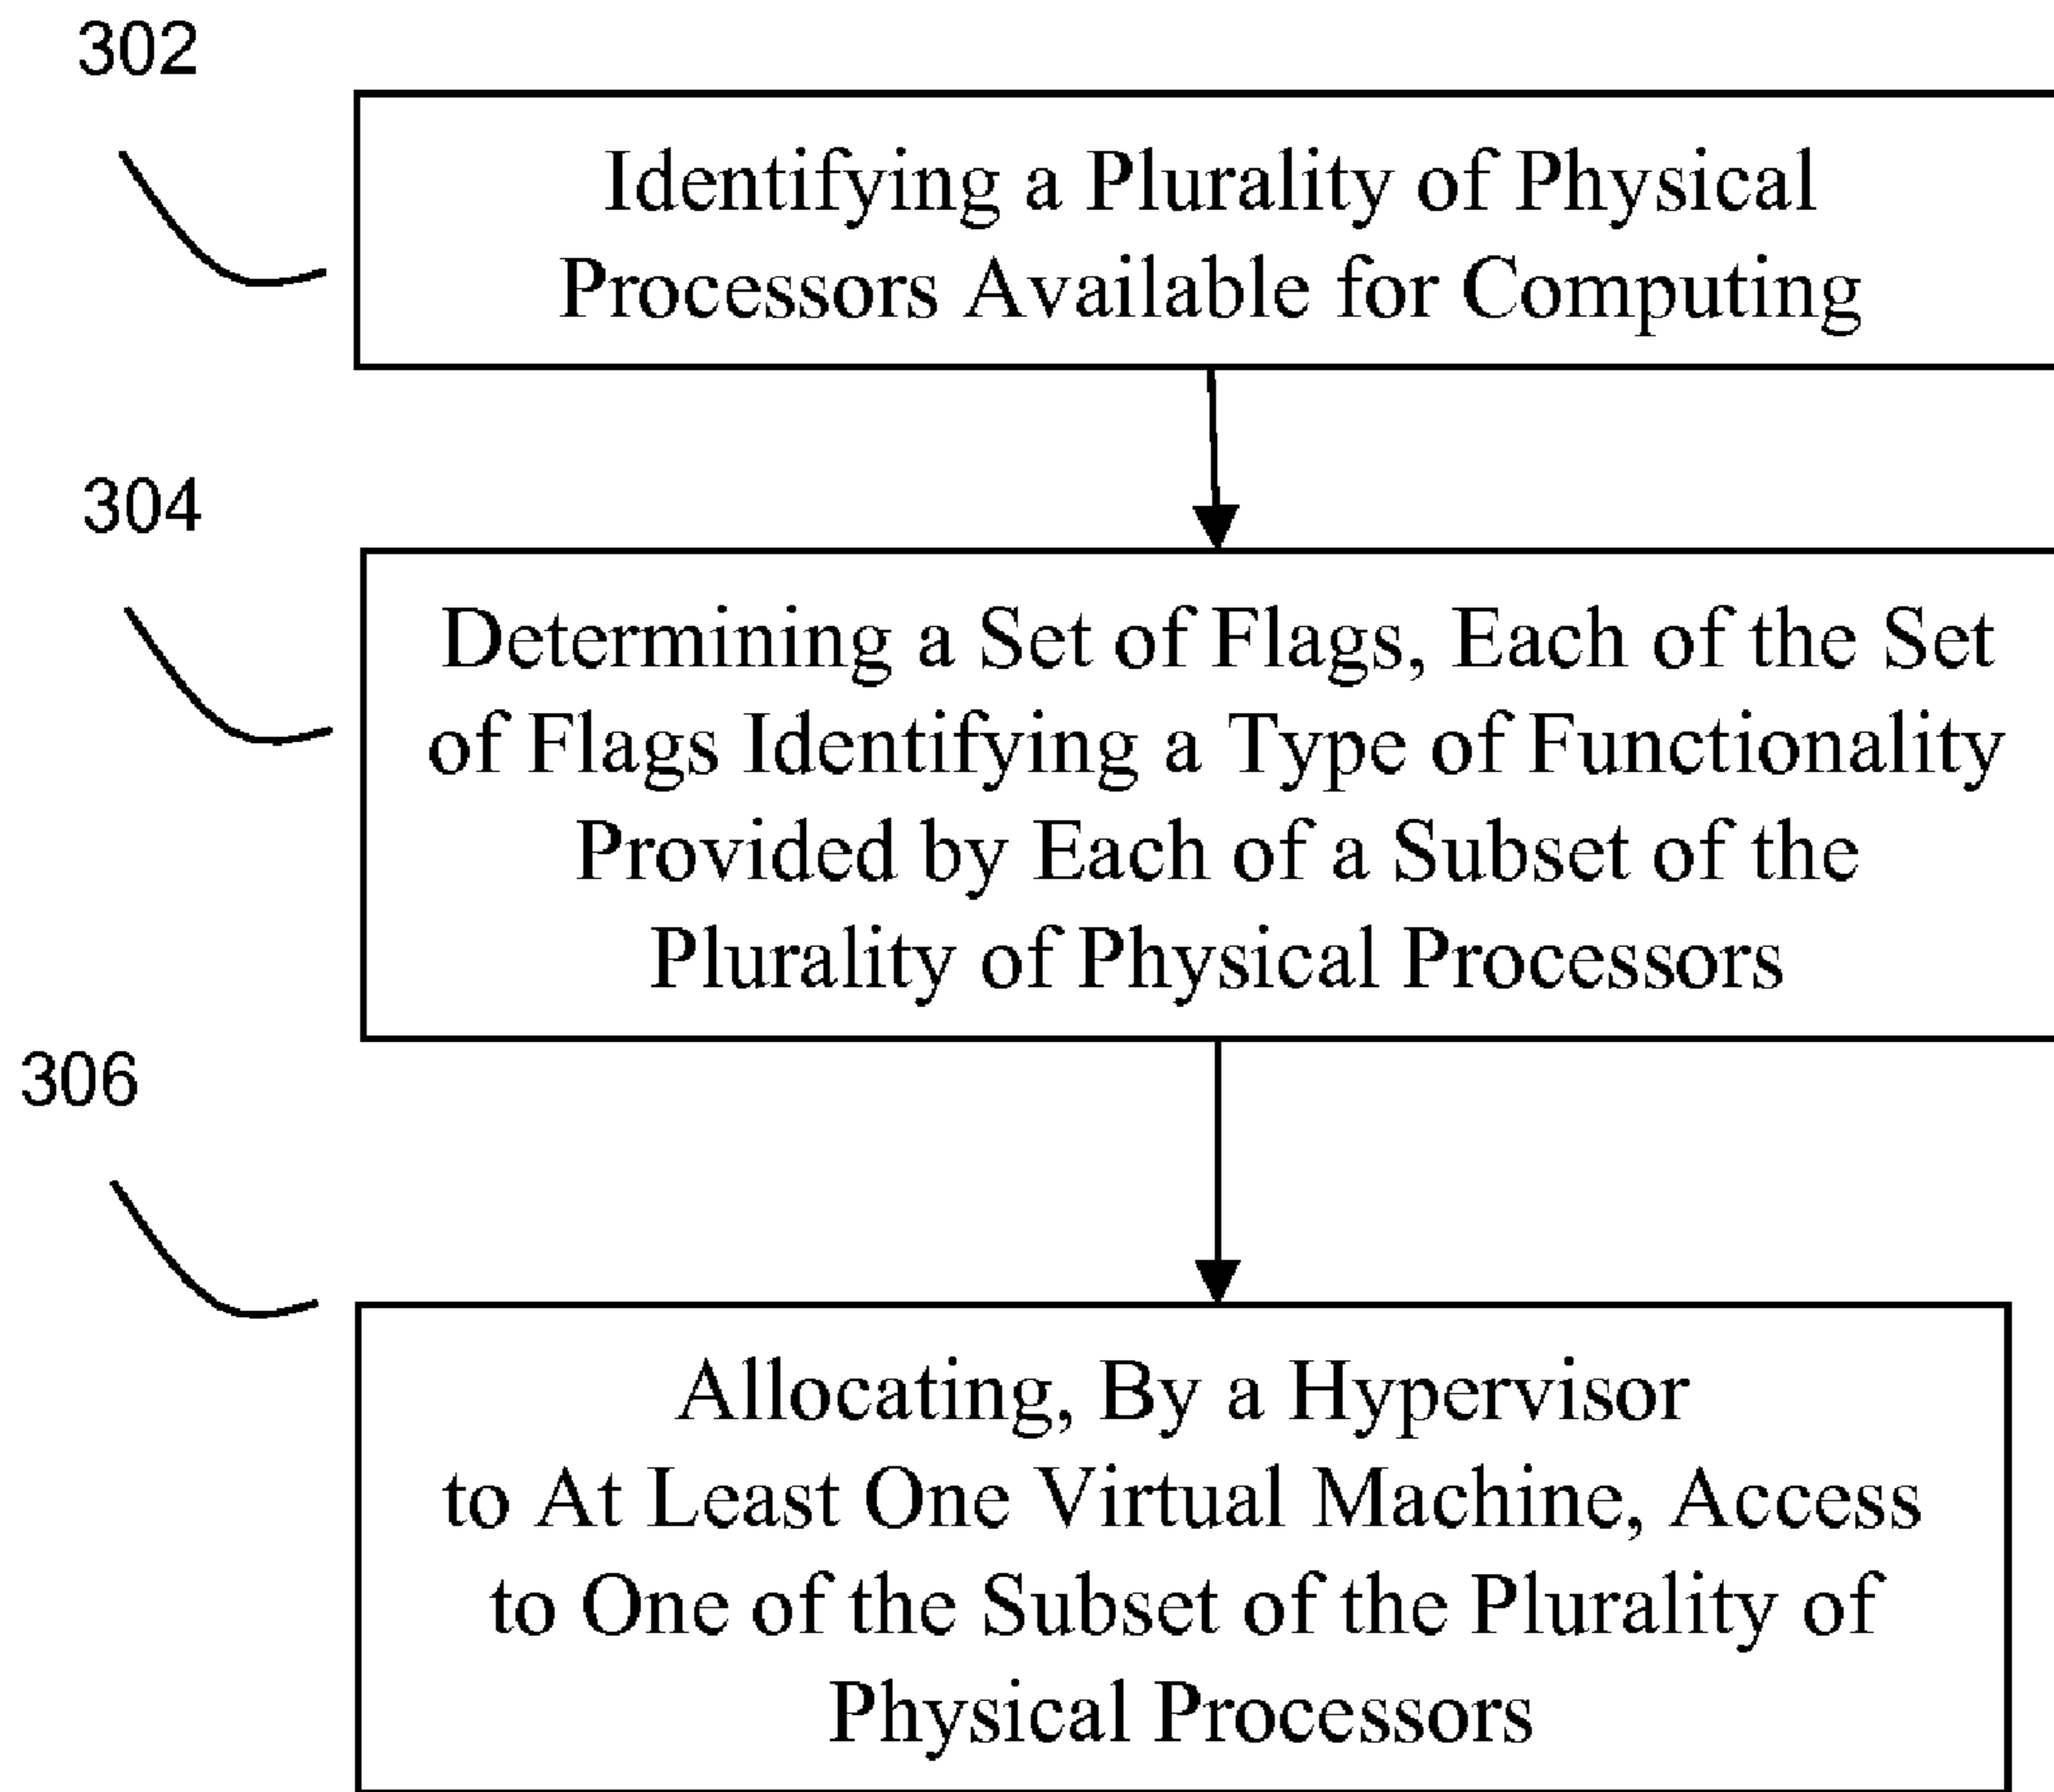 302
Identifying a Plurality of Physical
Processors Available for Computing
304
Determining a Set of Flags, Each of the Set
of Flags Identifying a Type of Functionality
Provided by Each of a Subset of the
Plurality of Physical Processors
306
Allocating, By a Hypervisor
to At Least One Virtual Machine, Access
to One of the Subset of the Plurality of
Physical Processors